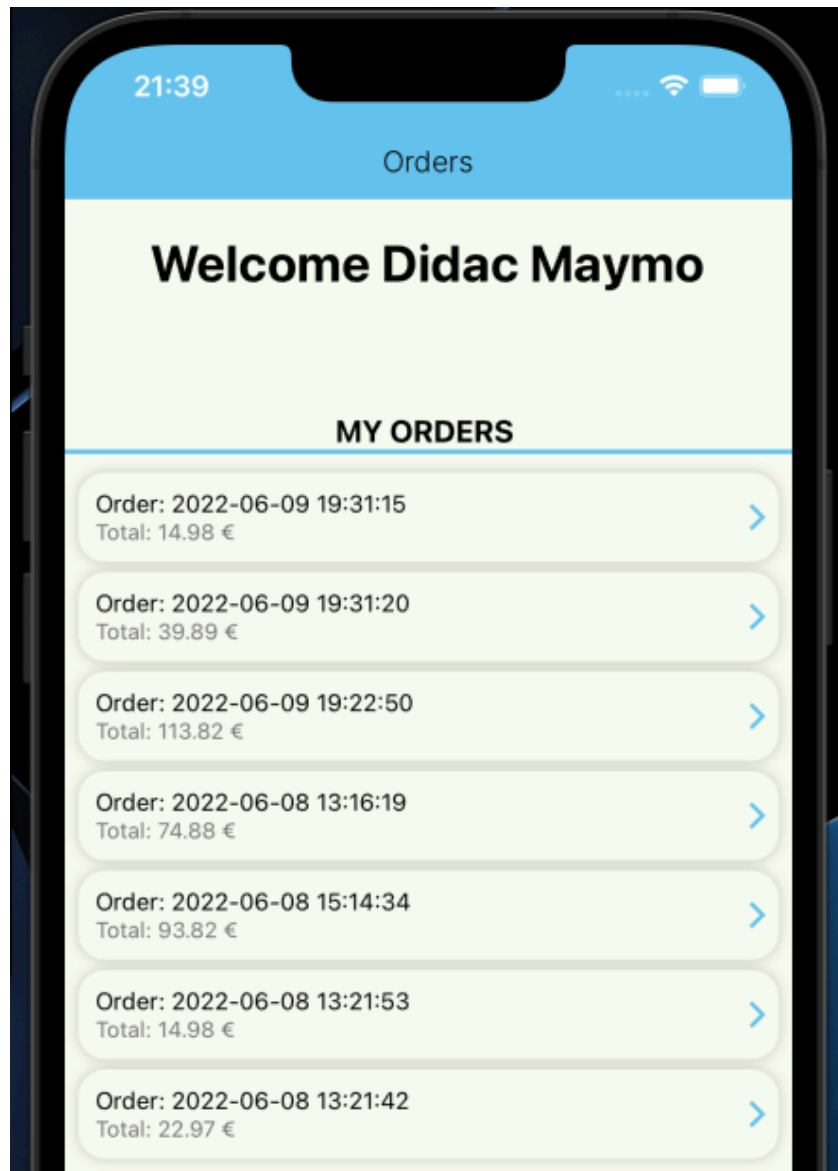 21:39
Orders
Welcome Didac Maymo
MY ORDERS
Order: 2022-06-09 19:31:15
Total: 14.98 €
Order: 2022-06-09 19:31:20
Total: 39.89 €
Order: 2022-06-09 19:22:50
Total: 113.82 €
Order: 2022-06-08 13:16:19
Total: 74.88 €
Order: 2022-06-08 15:14:34
Total: 93.82 €
Order: 2022-06-08 13:21:53
Total: 14.98 €
Order: 2022-06-08 13:21:42
Total: 22.97 €